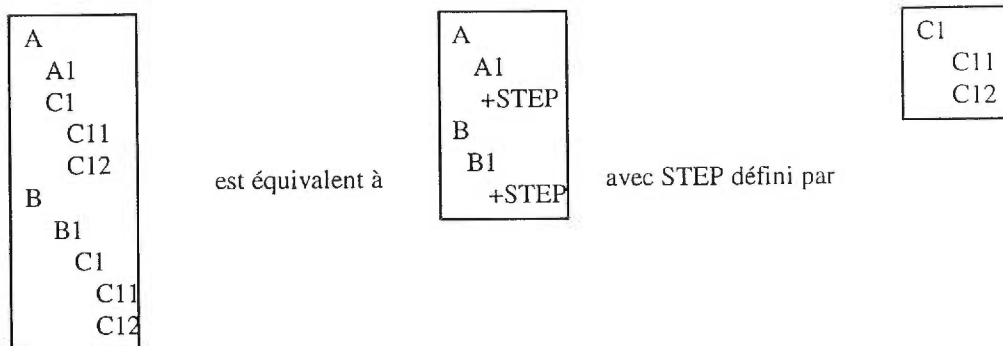 A
A1
C1
C11
C12
B
B1
C1
C11
C12
est équivalent à
A
A1
+STEP
B
B1
+STEP
avec STEP défini par
C1
C11
C12